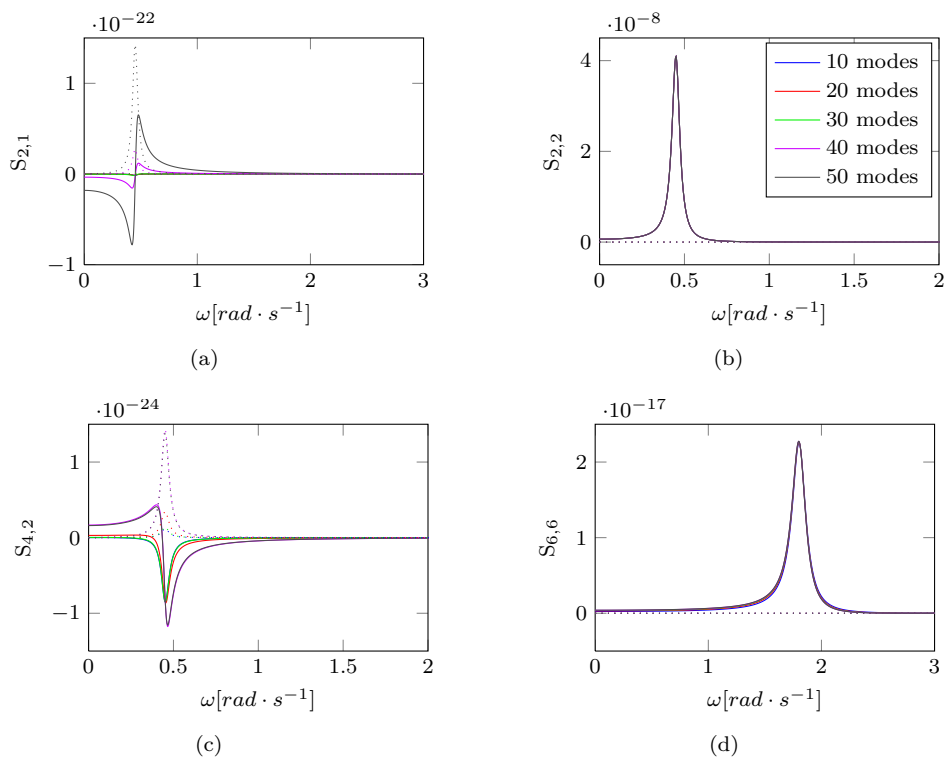 ·10−22
1
0
−1
S2,1
0 1 2 3
ω[rad · s−1]
(a)
·10−8
4
2
0
S2,2
10 modes
20 modes
30 modes
40 modes
50 modes
0 0.5 1 1.5 2
ω[rad · s−1]
(b)
·10−24
1
0
−1
S4,2
0 0.5 1 1.5 2
ω[rad · s−1]
(c)
·10−17
2
1
0
S6,6
0 1 2 3
ω[rad · s−1]
(d)